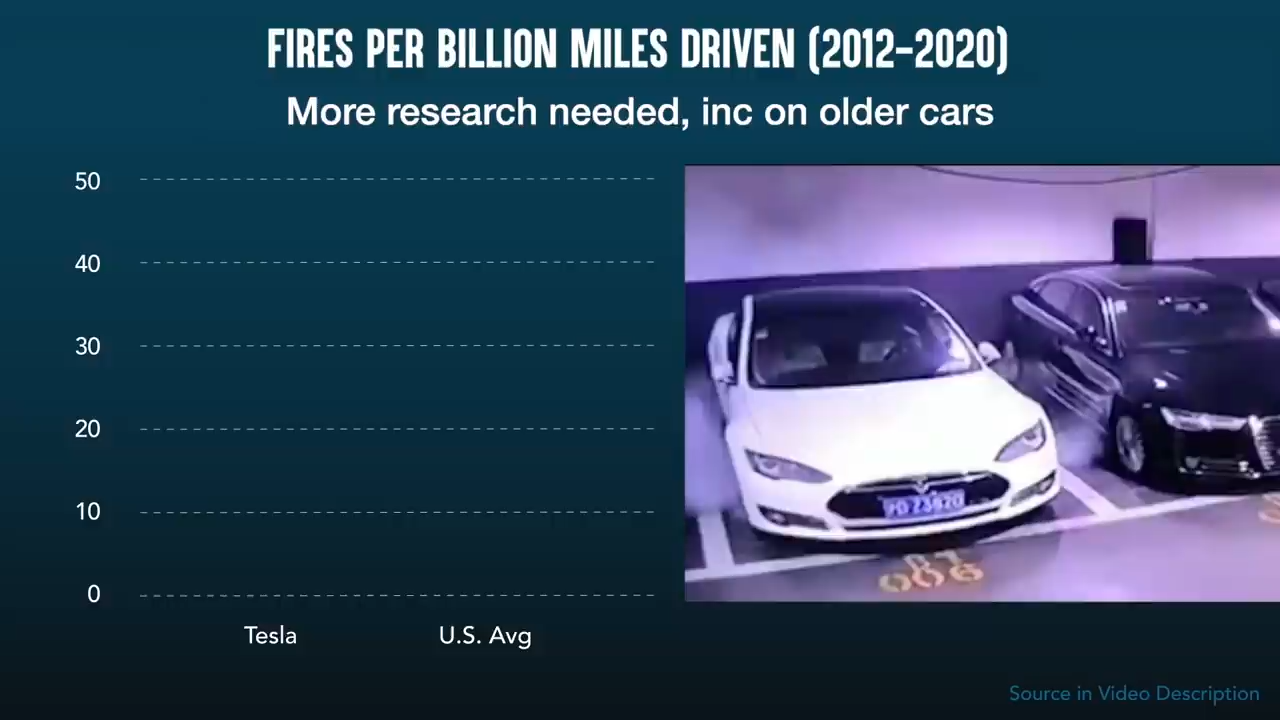 FIRES PER BILLION MILES DRIVEN (2012-2020)
More research needed, inc on older cars
50
40
30
20
10
0
Tesla
U.S. Avg
Source in Video Description